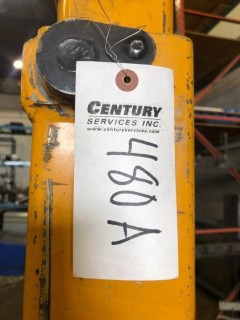 CENTURY
SERVICES INC.
www.centuryservices.com
480A